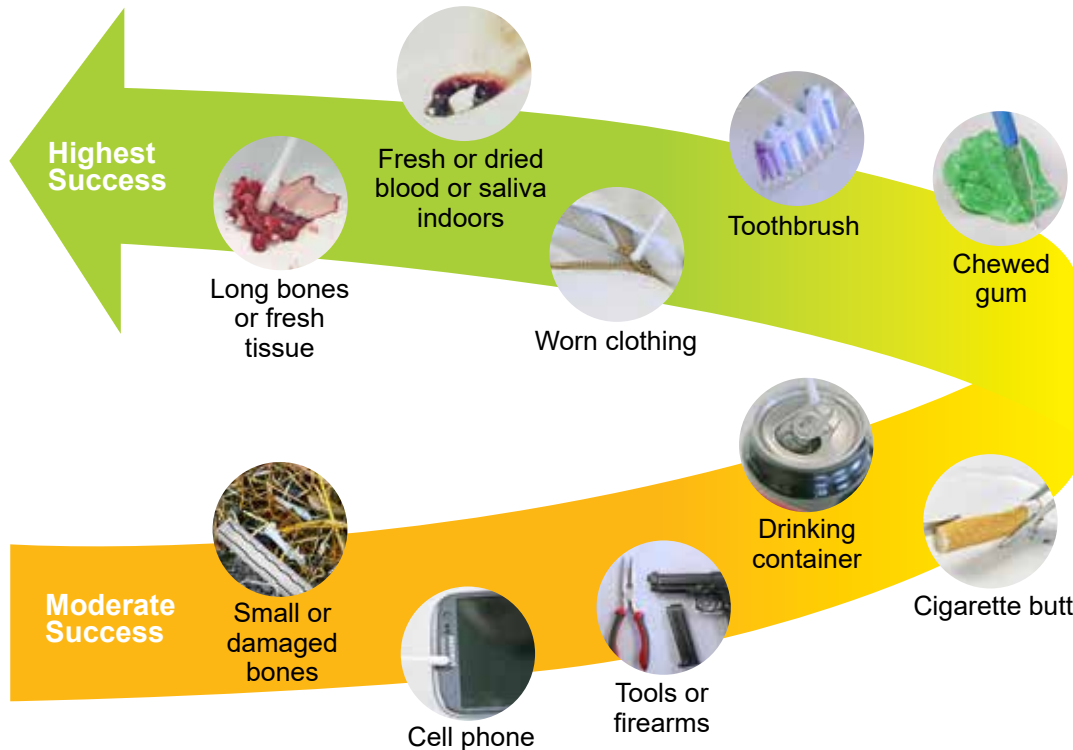 Highest
Success
Long bones
or fresh
tissue
Fresh or dried
blood or saliva
indoors
Worn clothing
Toothbrush
Chewed
gum
Moderate
Success
Small or
damaged
bones
Cell phone
Tools or
firearms
Drinking
container
Cigarette butt